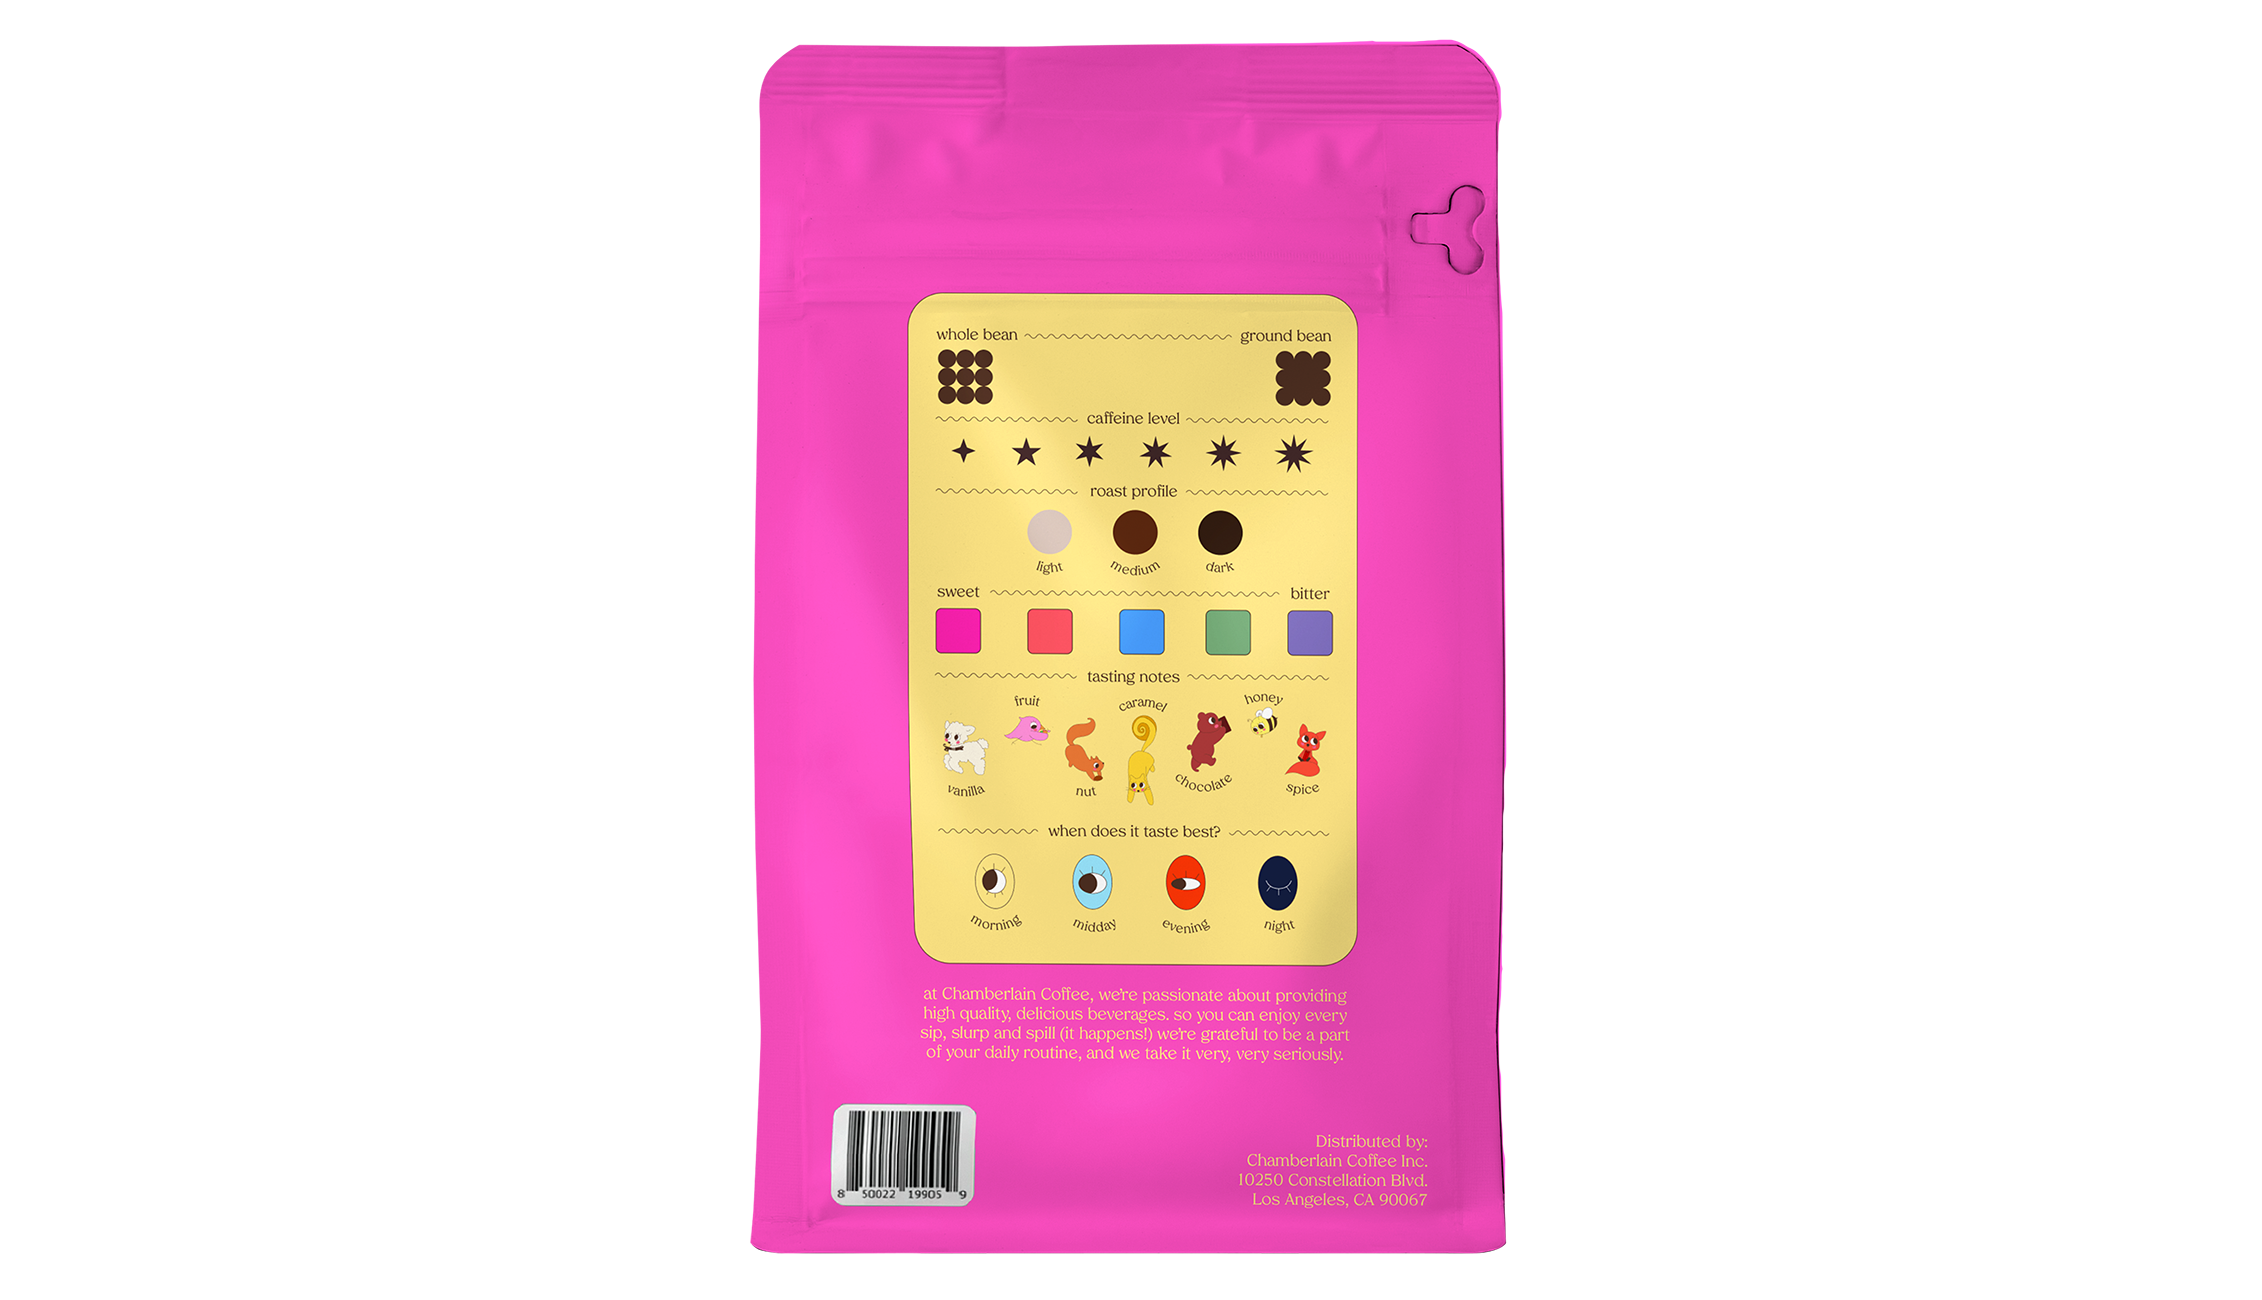 whole bean ground bean
caffeine level
roast profile
light medium dark
sweet bitter
tasting notes
fruit caramel honey
vanilla nut chocolate spice
when does it taste best?
morning midday evening night
at Chamberlain Coffee, we're passionate about providing
high quality, delicious beverages. so you can enjoy every
sip, slurp and spill (it happens!) we're grateful to be a part
of your daily routine, and we take it very, very seriously.
8 50022 19905 9
Distributed by:
Chamberlain Coffee Inc.
10250 Constellation Blvd.
Los Angeles, CA 90067